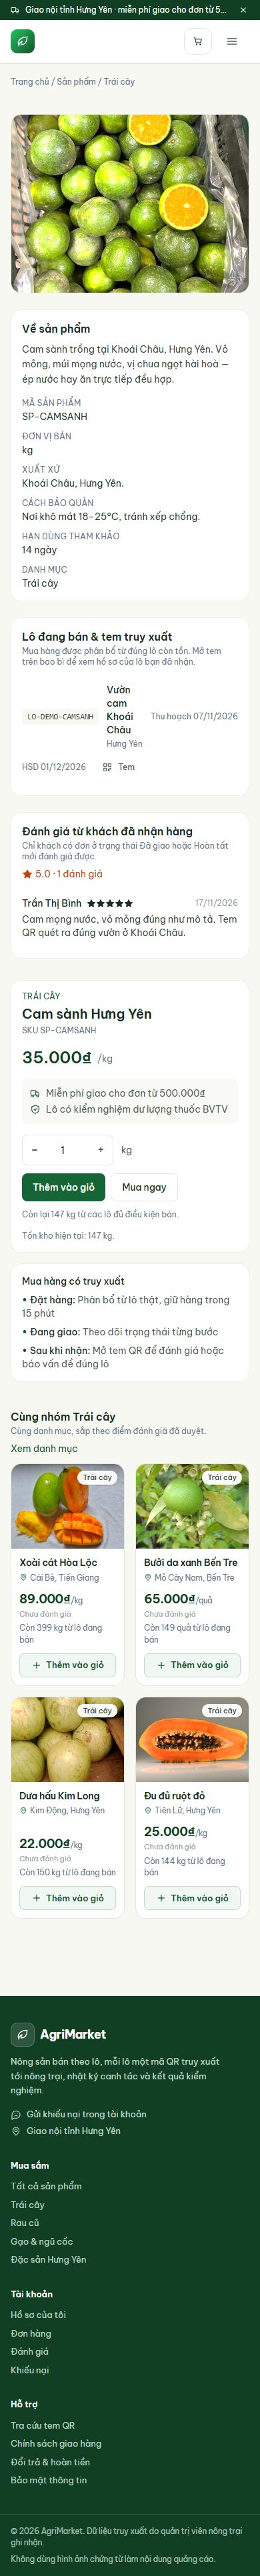 Giao nội tỉnh Hưng Yên · miễn phí giao cho đơn từ 5...
Trang chủ / Sản phẩm / Trái cây
Về sản phẩm
Cam sành trồng tại Khoái Châu, Hưng Yên. Vỏ
mỏng, múi mọng nước, vị chua ngọt hài hoà —
ép nước hay ăn trực tiếp đều hợp.
MÃ SẢN PHẨM
SP-CAMSANH
ĐƠN VỊ BÁN
kg
XUẤT XỨ
Khoái Châu, Hưng Yên.
CÁCH BẢO QUẢN
Nơi khô mát 18–25°C, tránh xếp chồng.
HẠN DÙNG THAM KHẢO
14 ngày
DANH MỤC
Trái cây
Lô đang bán & tem truy xuất
Mua hàng được phân bổ từ đúng lô còn tồn. Mở tem
trên bao bì để xem hồ sơ của lô bạn đã nhận.
LO-DEMO-CAMSANH
Vườn
cam
Khoái
Châu
Hưng Yên
Thu hoạch 07/11/2026
HSD 01/12/2026
Tem
Đánh giá từ khách đã nhận hàng
Chỉ khách có đơn ở trạng thái Đã giao hoặc Hoàn tất
mới đánh giá được.
5.0 · 1 đánh giá
Trần Thị Bình ★★★★★ 17/11/2026
Cam mọng nước, vỏ mỏng đúng như mô tả. Tem
QR quét ra đúng vườn ở Khoái Châu.
TRÁI CÂY
Cam sành Hưng Yên
SKU SP-CAMSANH
35.000₫ /kg
Miễn phí giao cho đơn từ 500.000₫
Lô có kiểm nghiệm dư lượng thuốc BVTV
− 1 + kg
Thêm vào giỏ
Mua ngay
Còn lại 147 kg từ các lô đủ điều kiện bán.
Tồn kho hiện tại: 147 kg.
Mua hàng có truy xuất
• Đặt hàng: Phân bổ từ lô thật, giữ hàng trong
15 phút
• Đang giao: Theo dõi trạng thái từng bước
• Sau khi nhận: Mở tem QR để đánh giá hoặc
báo vấn đề đúng lô
Cùng nhóm Trái cây
Cùng danh mục, sắp theo điểm đánh giá đã duyệt.
Xem danh mục
Trái cây
Xoài cát Hòa Lộc
Cái Bè, Tiền Giang
89.000₫/kg
Chưa đánh giá
Còn 399 kg từ lô đang
bán
Thêm vào giỏ
Trái cây
Bưởi da xanh Bến Tre
Mỏ Cày Nam, Bến Tre
65.000₫/quả
Chưa đánh giá
Còn 149 quả từ lô đang
bán
Thêm vào giỏ
Trái cây
Dưa hấu Kim Long
Kim Động, Hưng Yên
22.000₫/kg
Chưa đánh giá
Còn 150 kg từ lô đang bán
Thêm vào giỏ
Trái cây
Đu đủ ruột đỏ
Tiên Lữ, Hưng Yên
25.000₫/kg
Chưa đánh giá
Còn 144 kg từ lô đang
bán
Thêm vào giỏ
AgriMarket
Nông sản bán theo lô, mỗi lô một mã QR truy xuất
tới nông trại, nhật ký canh tác và kết quả kiểm
nghiệm.
Gửi khiếu nại trong tài khoản
Giao nội tỉnh Hưng Yên
Mua sắm
Tất cả sản phẩm
Trái cây
Rau củ
Gạo & ngũ cốc
Đặc sản Hưng Yên
Tài khoản
Hồ sơ của tôi
Đơn hàng
Đánh giá
Khiếu nại
Hỗ trợ
Tra cứu tem QR
Chính sách giao hàng
Đổi trả & hoàn tiền
Bảo mật thông tin
© 2026 AgriMarket. Dữ liệu truy xuất do quản trị viên nông trại
ghi nhận.
Không dùng hình ảnh chứng từ làm nội dung quảng cáo.